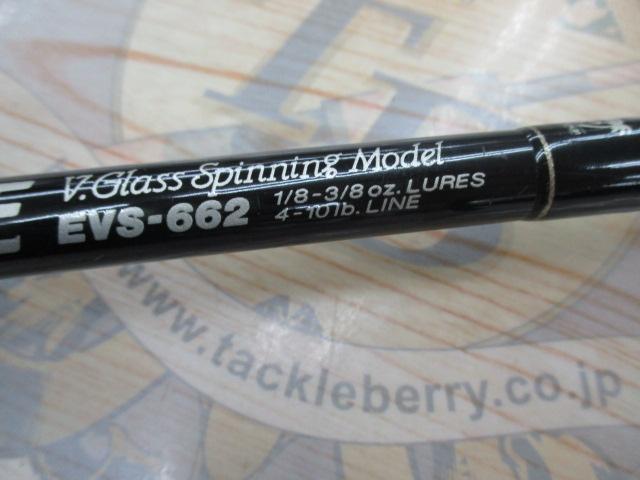 V.Glass Spinning Model
EVS-662
1/8-3/8 oz. LURES
4-10 lb. LINE
www.tackleberry.co.jp